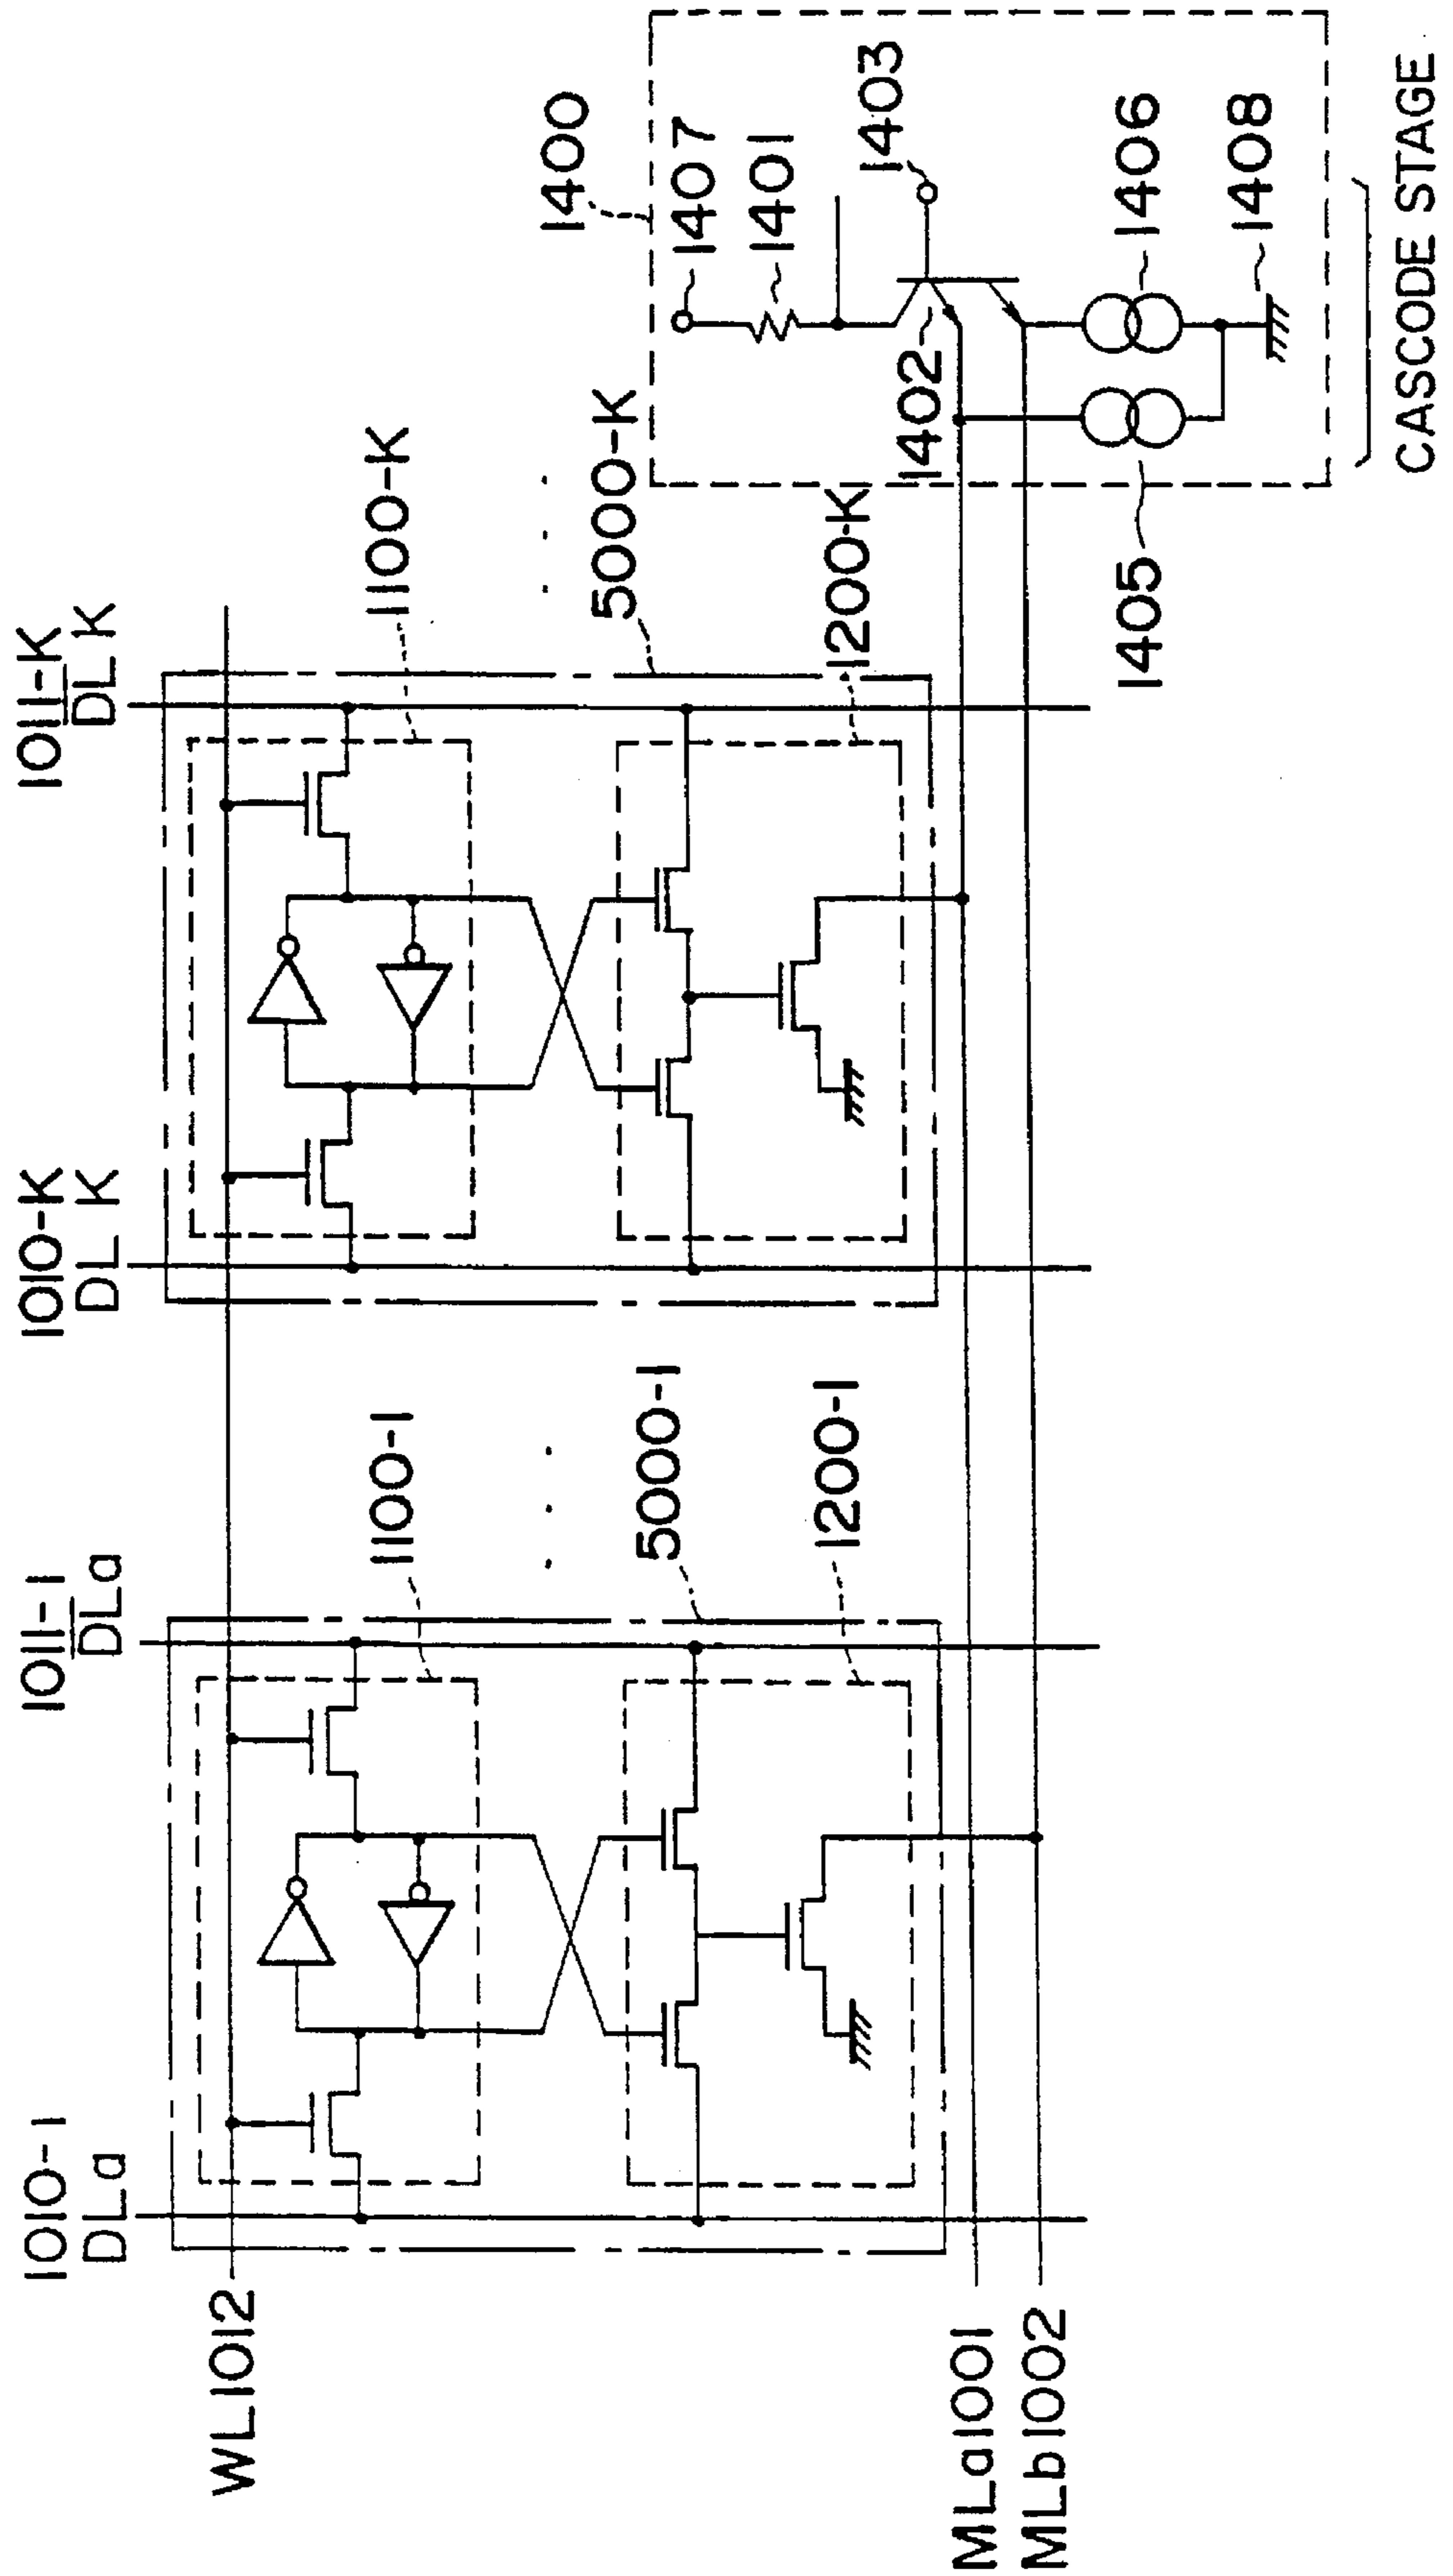 1010-1
DLa
1011-1
DLa
1010-K
DL K
1011-K
DL K
WL1012
1100-1
5000-1
1200-1
1100-K
5000-K
1200-K
MLa1001
MLb1002
1400
1407
1401
1403
1402
1405
1406
1408
CASCODE STAGE